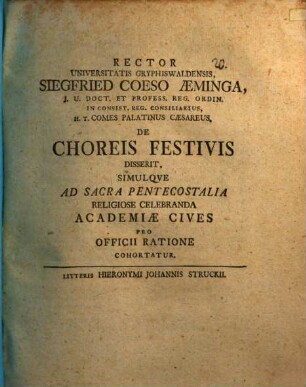 RECTOR
UNIVERSITATIS GRYPHISWALDENSIS,
SIEGFRIED COESO ÆMINGA,
J. U. DOCT. ET PROFESS. REG. ORDIN.
IN CONSIST. REG. CONSILIARIUS,
H. T. COMES PALATINUS CÆSAREUS,
DE
CHOREIS FESTIVIS
DISSERIT,
SIMULQVE
AD SACRA PENTECOSTALIA
RELIGIOSE CELEBRANDA
ACADEMIÆ CIVES
PRO
OFFICII RATIONE
COHORTATUR.
LITTERIS HIERONYMI JOHANNIS STRUCKII.